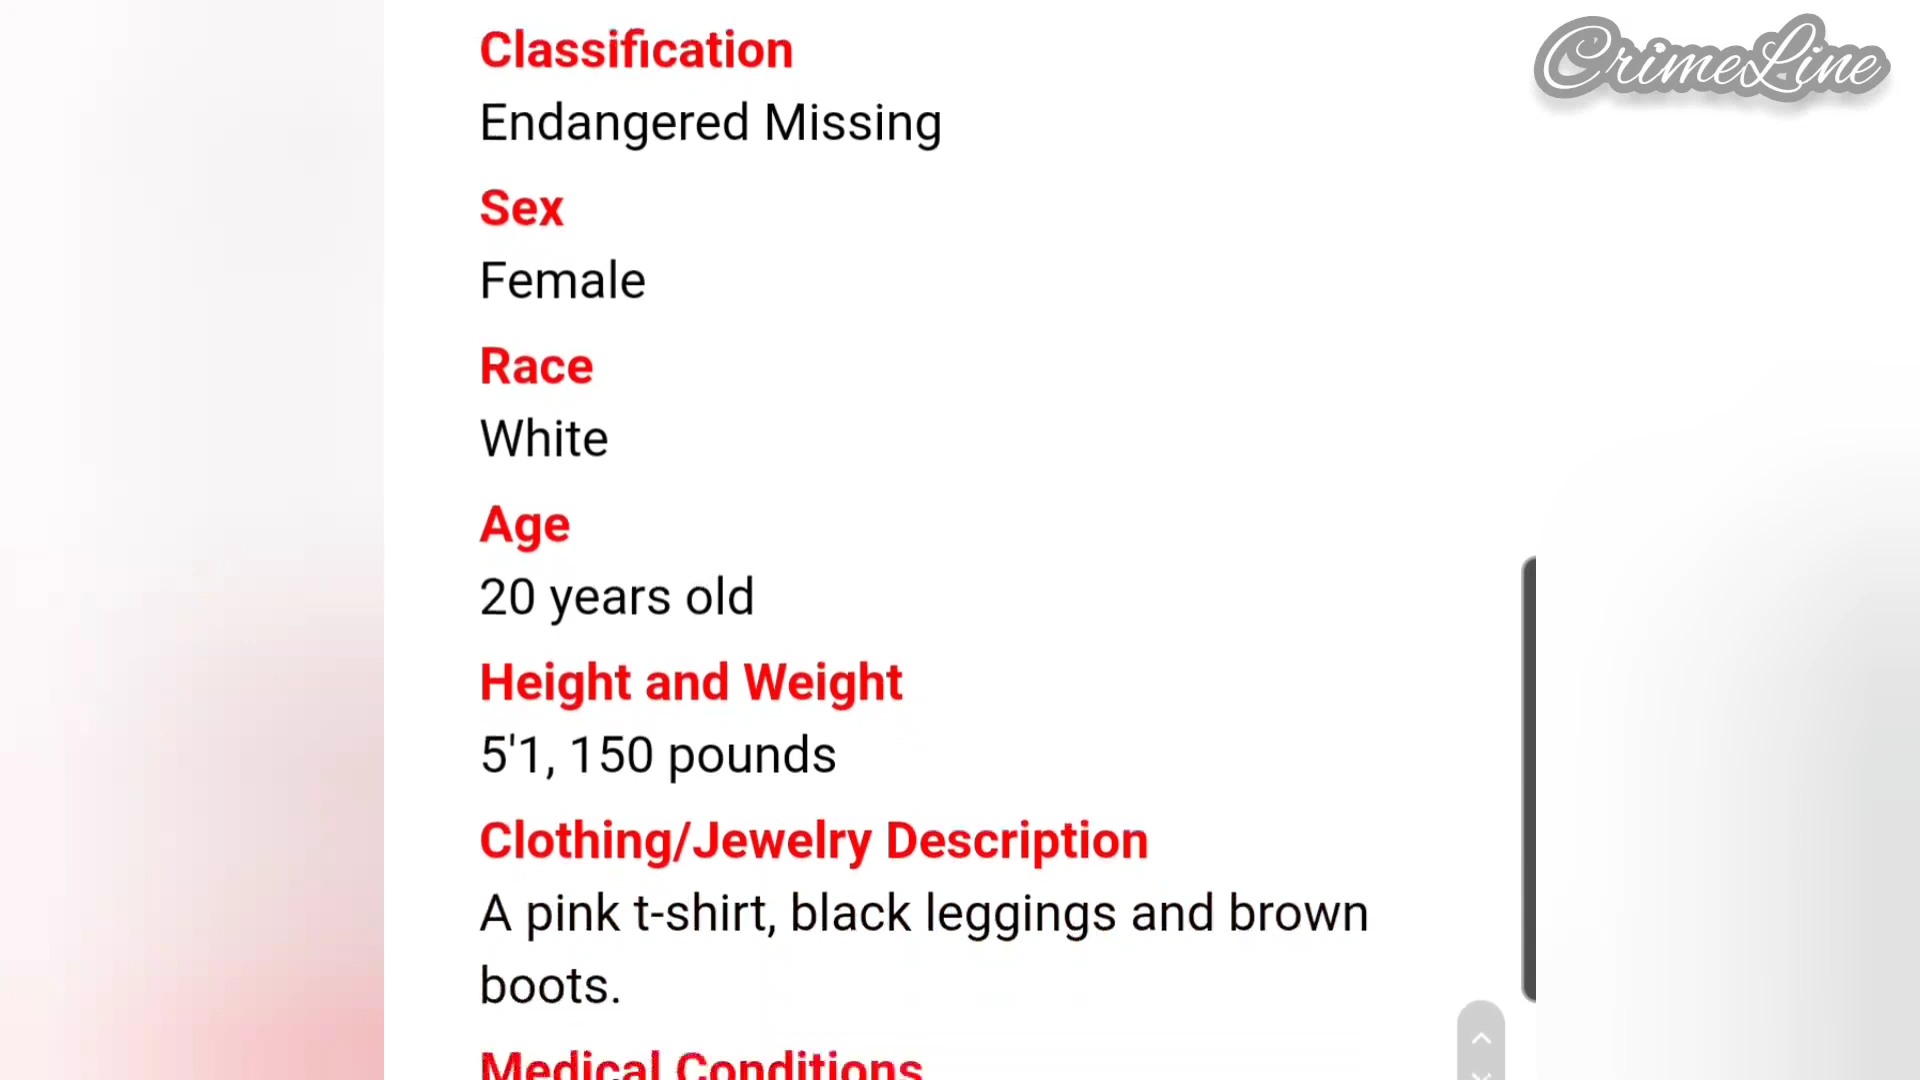 CrimeLine
Classification
Endangered Missing
Sex
Female
Race
White
Age
20 years old
Height and Weight
5'1, 150 pounds
Clothing/Jewelry Description
A pink t-shirt, black leggings and brown
boots.
Medical Conditions